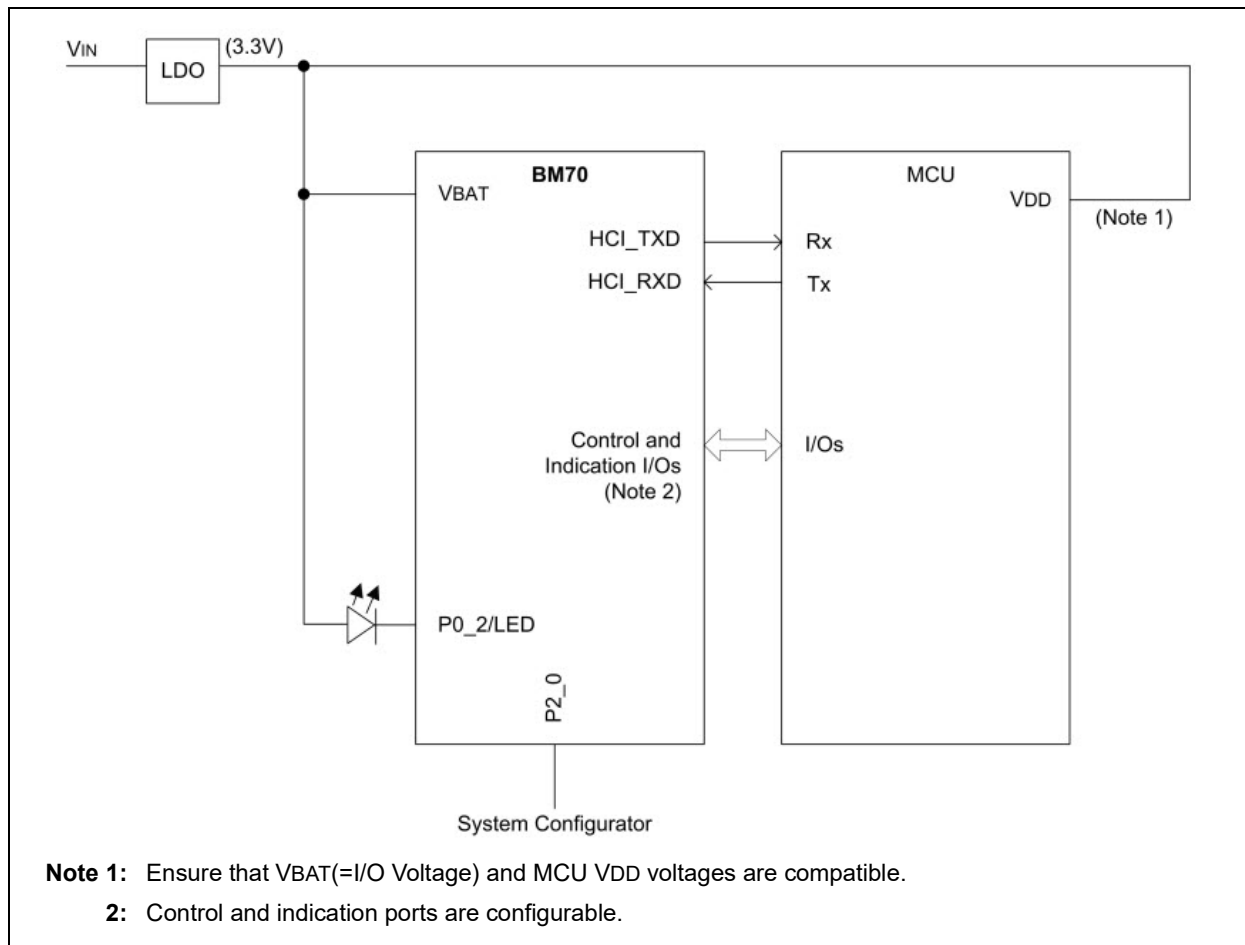 VIN
LDO
(3.3V)
BM70
MCU
VBAT
VDD
(Note 1)
HCI_TXD
Rx
HCI_RXD
Tx
Control and
Indication I/Os
(Note 2)
I/Os
P0_2/LED
P2_0
System Configurator
Note 1: Ensure that VBAT(=I/O Voltage) and MCU VDD voltages are compatible.
2: Control and indication ports are configurable.